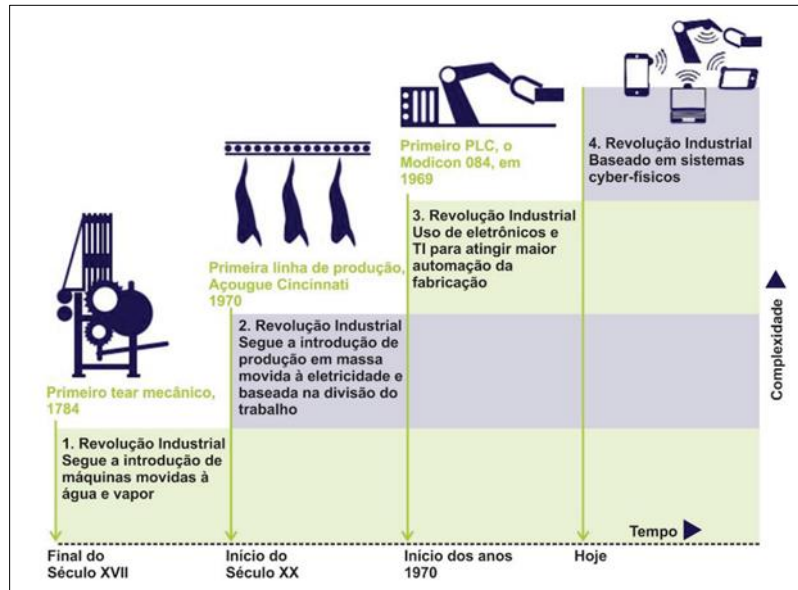 Primeiro tear mecânico,
1784
1. Revolução Industrial
Segue a introdução de
máquinas movidas à
água e vapor
Final do
Século XVII
Primeira linha de produção,
Açougue Cincinnati
1970
2. Revolução Industrial
Segue a introdução de
produção em massa
movida à eletricidade e
baseada na divisão do
trabalho
Início do
Século XX
Primeiro PLC, o
Modicon 084, em
1969
3. Revolução Industrial
Uso de eletrônicos e
TI para atingir maior
automação da
fabricação
Início dos anos
1970
4. Revolução Industrial
Baseado em sistemas
cyber-físicos
Hoje
Tempo
Complexidade